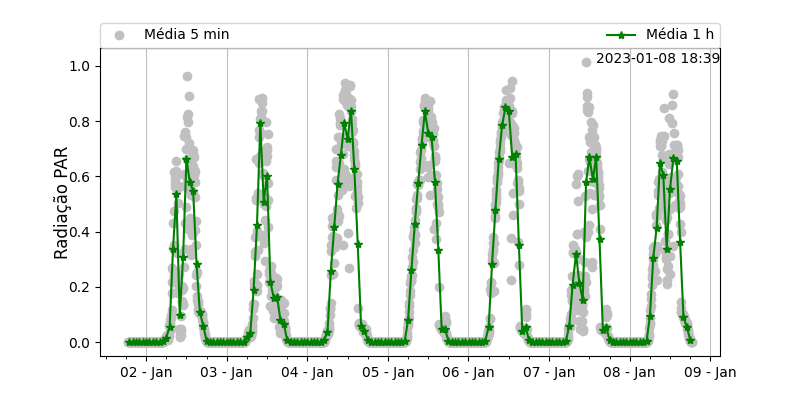 Média 5 min
Média 1 h
2023-01-08 18:39
Radiação PAR
1.0
0.8
0.6
0.4
0.2
0.0
02 - Jan
03 - Jan
04 - Jan
05 - Jan
06 - Jan
07 - Jan
08 - Jan
09 - Jan